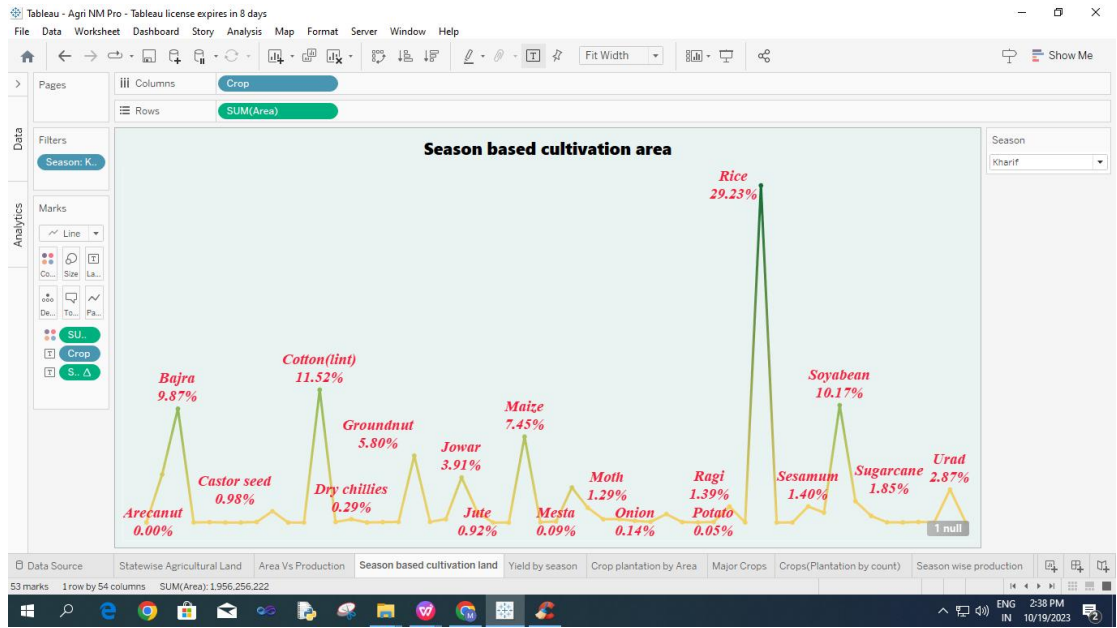 Tableau - Agri NM Pro - Tableau license expires in 8 days
File Data Worksheet Dashboard Story Analysis Map Format Server Window Help
Fit Width
Show Me
Pages
Columns
Crop
Rows
SUM(Area)
Data
Analytics
Filters
Season: K..
Marks
Line
Co... Size La...
De... To... Pa...
SU..
Crop
S.. Δ
Season based cultivation area
Rice
29.23%
Cotton(lint)
11.52%
Bajra
9.87%
Soyabean
10.17%
Maize
7.45%
Groundnut
5.80%
Jowar
3.91%
Urad
2.87%
Castor seed
0.98%
Dry chillies
0.29%
Moth
1.29%
Ragi
1.39%
Sesamum
1.40%
Sugarcane
1.85%
Arecanut
0.00%
Jute
0.92%
Mesta
0.09%
Onion
0.14%
Potato
0.05%
1 null
Season
Kharif
Data Source Statewise Agricultural Land Area Vs Production Season based cultivation land Yield by season Crop plantation by Area Major Crops Crops(Plantation by count) Season wise production
53 marks 1 row by 54 columns SUM(Area): 1,956,256,222
ENG 2:38 PM
IN 10/19/2023
2